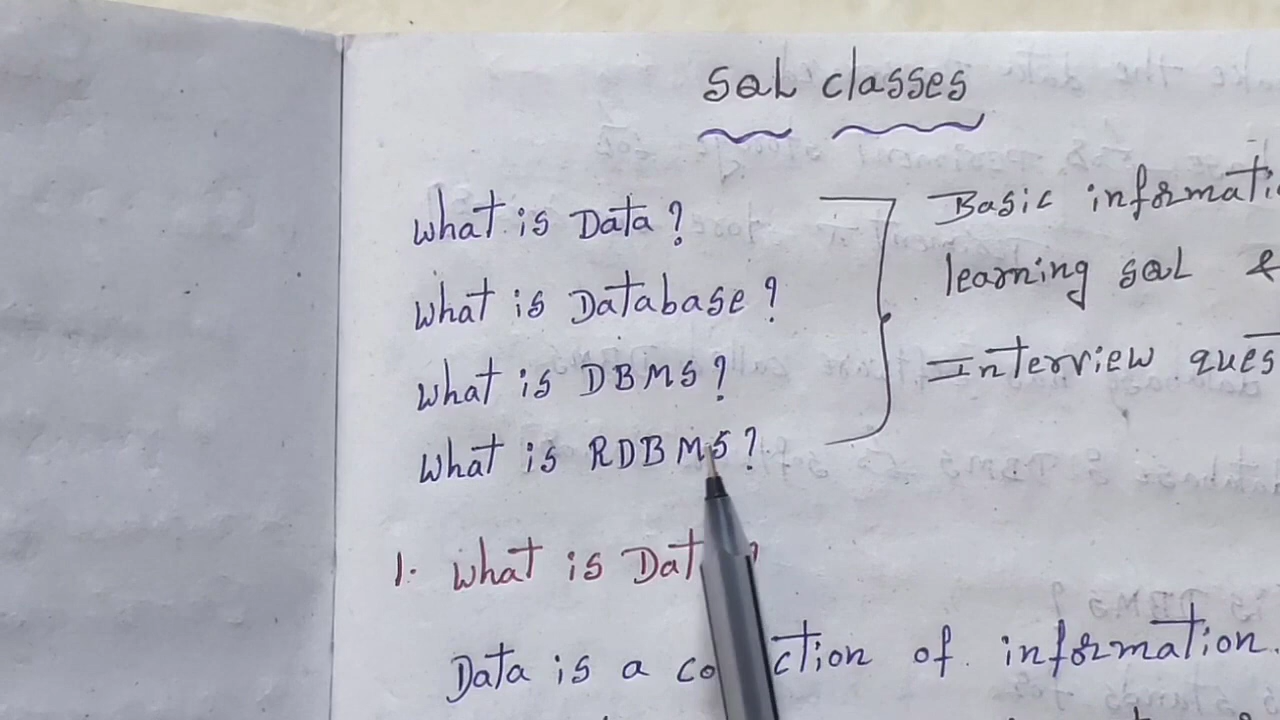 SQL classes
What is Data?
What is Database?
What is DBMS?
What is RDBMS?
Basic informati
learning SQL &
Interview ques
1. What is Dat
Data is a co ction of information.